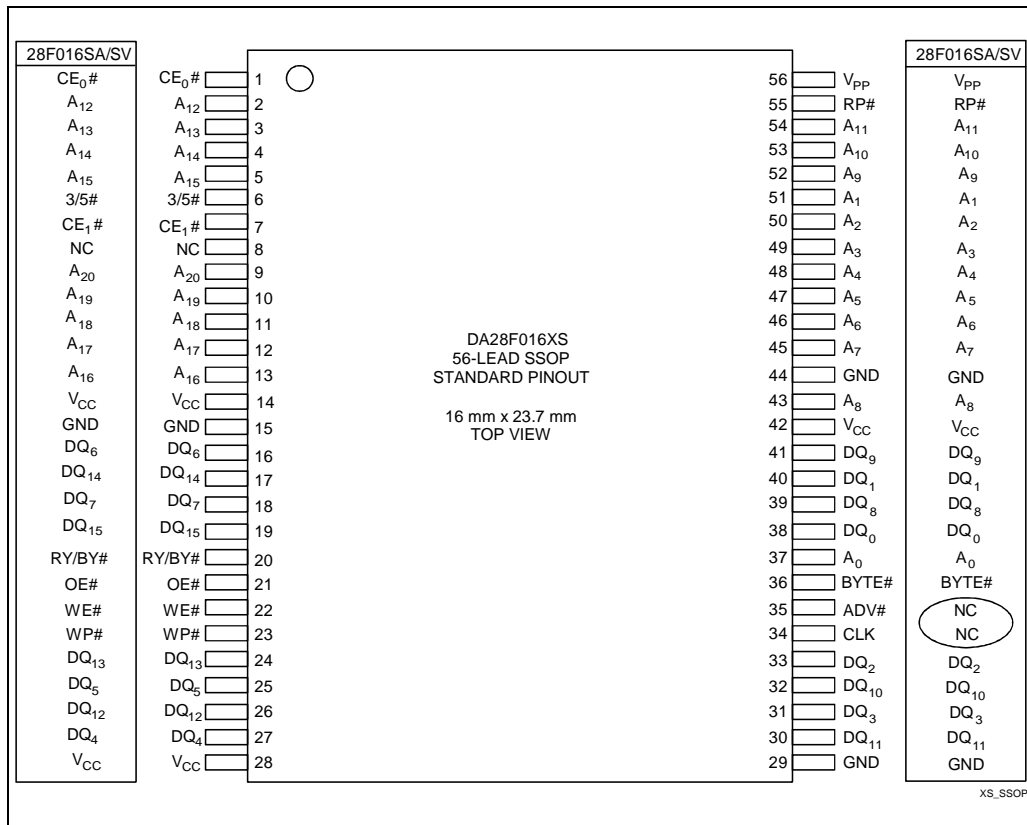 28F016SA/SV 28F016SA/SV
CE0# CE0# 1 56 VPP VPP
A12 A12 2 55 RP# RP#
A13 A13 3 54 A11 A11
A14 A14 4 53 A10 A10
A15 A15 5 52 A9 A9
3/5# 3/5# 6 51 A1 A1
CE1# CE1# 7 50 A2 A2
NC NC 8 49 A3 A3
A20 A20 9 48 A4 A4
A19 A19 10 47 A5 A5
A18 A18 11 46 A6 A6
A17 A17 12 45 A7 A7
A16 A16 13 44 GND GND
VCC VCC 14 43 A8 A8
GND GND 15 42 VCC VCC
DQ6 DQ6 16 41 DQ9 DQ9
DQ14 DQ14 17 40 DQ1 DQ1
DQ7 DQ7 18 39 DQ8 DQ8
DQ15 DQ15 19 38 DQ0 DQ0
RY/BY# RY/BY# 20 37 A0 A0
OE# OE# 21 36 BYTE# BYTE#
WE# WE# 22 35 ADV# NC
WP# WP# 23 34 CLK NC
DQ13 DQ13 24 33 DQ2 DQ2
DQ5 DQ5 25 32 DQ10 DQ10
DQ12 DQ12 26 31 DQ3 DQ3
DQ4 DQ4 27 30 DQ11 DQ11
VCC VCC 28 29 GND GND
DA28F016XS
56-LEAD SSOP
STANDARD PINOUT
16 mm x 23.7 mm
TOP VIEW
XS_SSOP